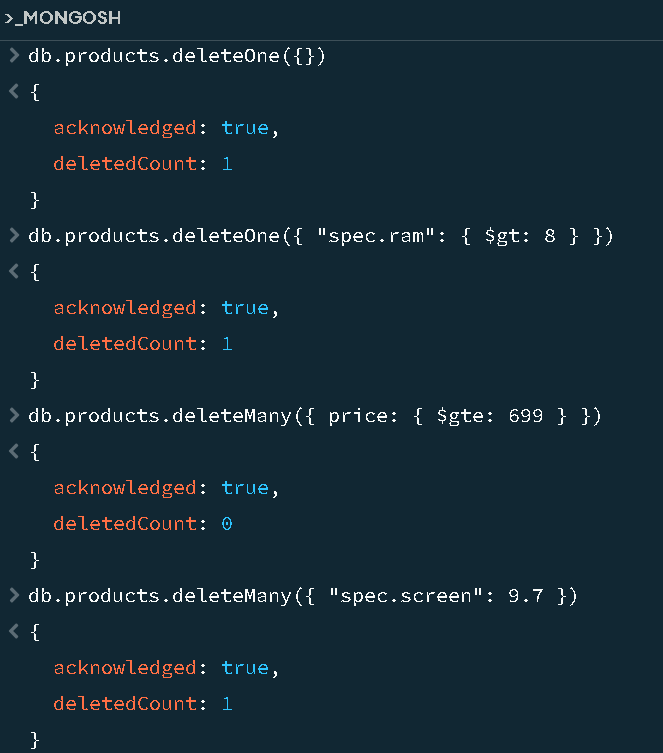 >_MONGOSH
> db.products.deleteOne({})
< {
acknowledged: true,
deletedCount: 1
}
> db.products.deleteOne({ "spec.ram": { $gt: 8 } })
< {
acknowledged: true,
deletedCount: 1
}
> db.products.deleteMany({ price: { $gte: 699 } })
< {
acknowledged: true,
deletedCount: 0
}
> db.products.deleteMany({ "spec.screen": 9.7 })
< {
acknowledged: true,
deletedCount: 1
}